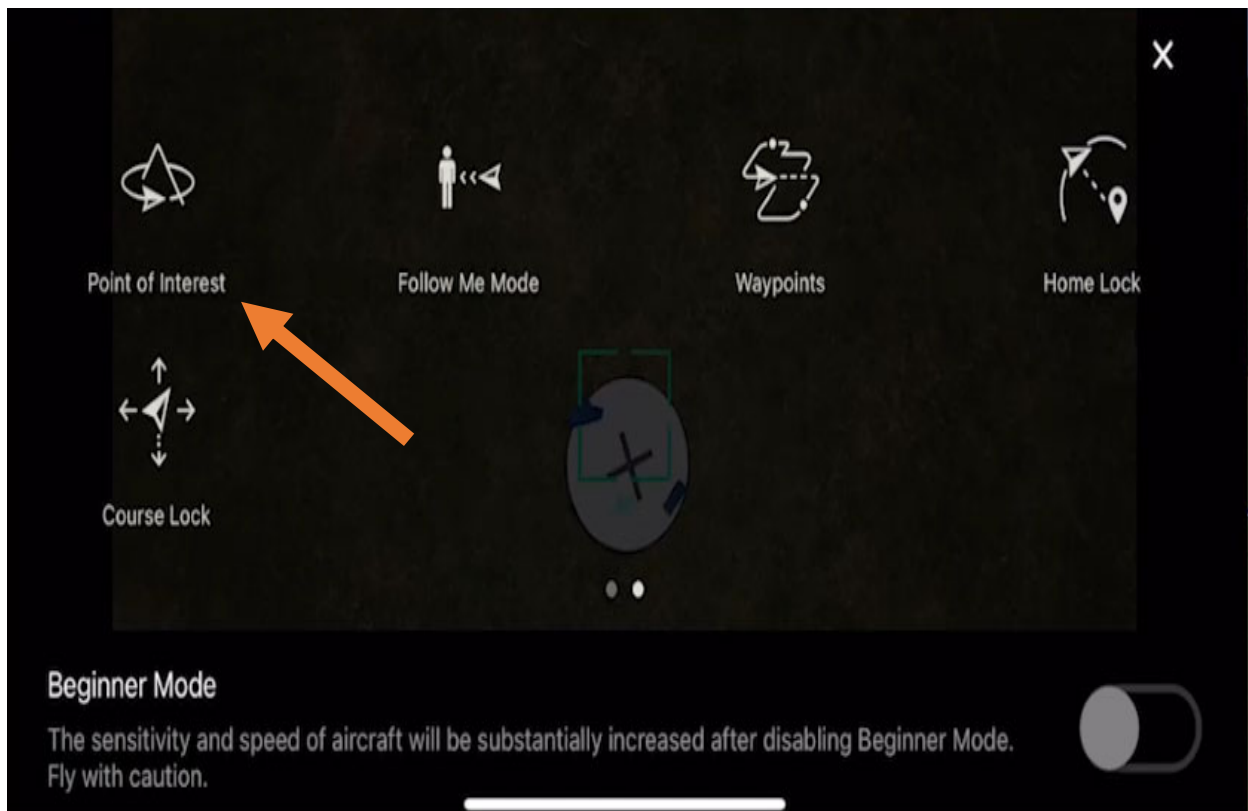 Point of Interest
Follow Me Mode
Waypoints
Home Lock
Course Lock
Beginner Mode
The sensitivity and speed of aircraft will be substantially increased after disabling Beginner Mode.
Fly with caution.